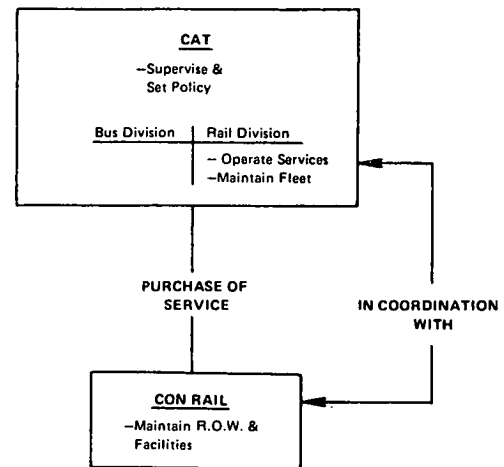 CAT
—Supervise &
Set Policy
Bus Division
Rail Division
— Operate Services
—Maintain Fleet
PURCHASE OF
SERVICE
IN COORDINATION
WITH
CON RAIL
—Maintain R.O.W. &
Facilities